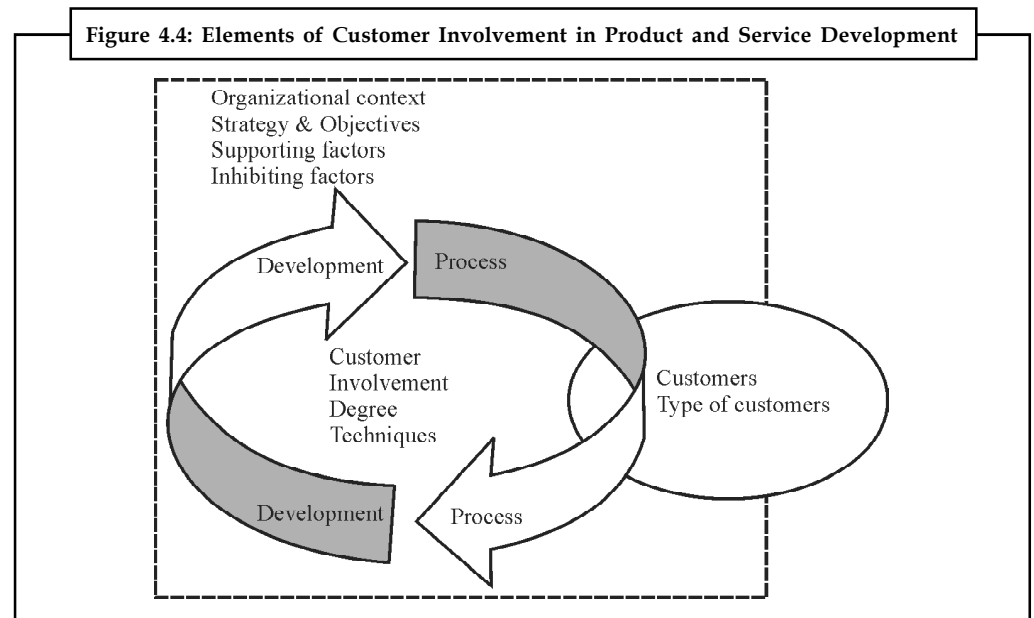 Figure 4.4: Elements of Customer Involvement in Product and Service Development
Organizational context
Strategy & Objectives
Supporting factors
Inhibiting factors
Development
Process
Customer
Involvement
Degree
Techniques
Customers
Type of customers
Development
Process